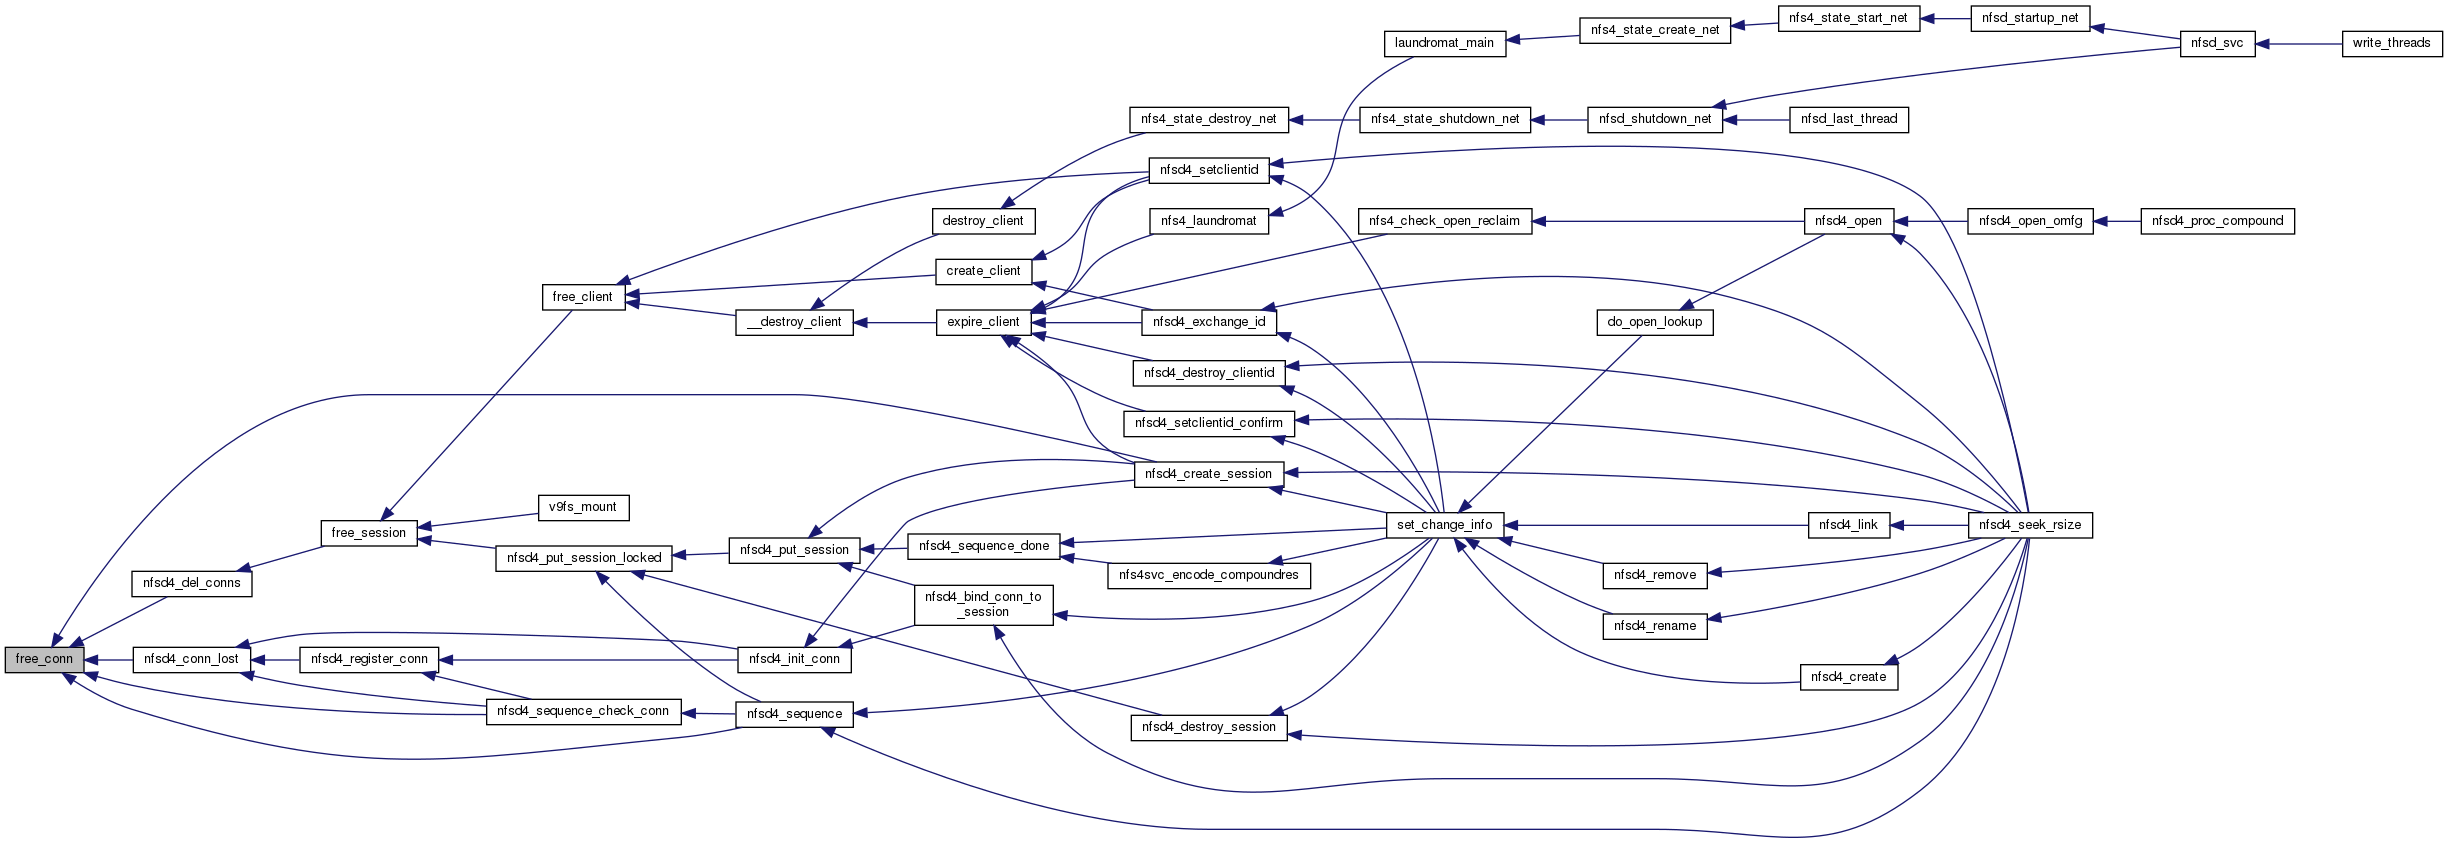 free_conn
nfsd4_del_conns
nfsd4_conn_lost
free_session
nfsd4_register_conn
nfsd4_sequence_check_conn
free_client
v9fs_mount
nfsd4_put_session_locked
__destroy_client
nfsd4_put_session
nfsd4_init_conn
nfsd4_sequence
destroy_client
create_client
expire_client
nfsd4_sequence_done
nfsd4_bind_conn_to
_session
nfs4_state_destroy_net
nfsd4_setclientid
nfs4_laundromat
nfsd4_exchange_id
nfsd4_destroy_clientid
nfsd4_setclientid_confirm
nfsd4_create_session
nfs4svc_encode_compoundres
nfsd4_destroy_session
laundromat_main
nfs4_state_shutdown_net
nfs4_check_open_reclaim
set_change_info
nfs4_state_create_net
nfsd_shutdown_net
do_open_lookup
nfsd4_remove
nfsd4_rename
nfs4_state_start_net
nfsd_last_thread
nfsd4_open
nfsd4_link
nfsd4_create
nfsd_startup_net
nfsd4_open_omfg
nfsd4_seek_rsize
nfsd_svc
nfsd4_proc_compound
write_threads